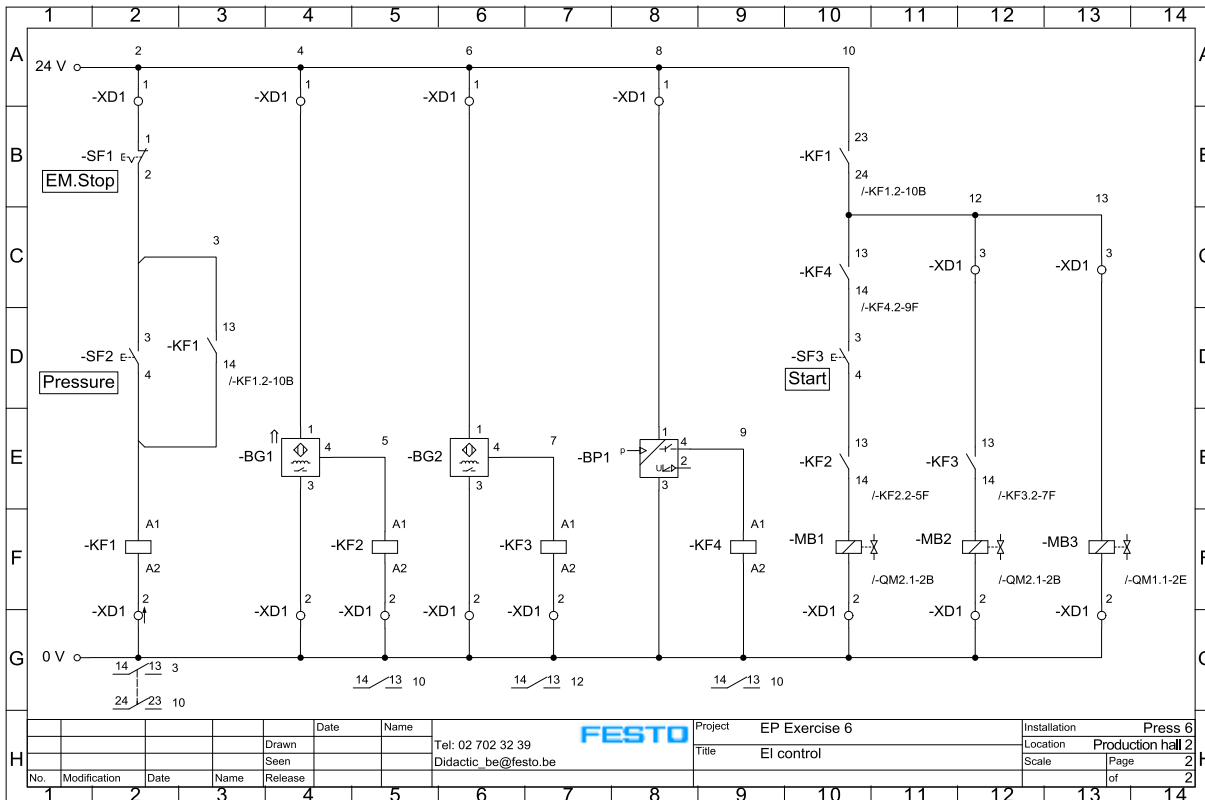 1 2 3 4 5 6 7 8 9 10 11 12 13 14
A A
2 4 6 8 10
24 V
1 1 1 1
-XD1 -XD1 -XD1 -XD1
B
1 23
-SF1 -KF1
EM.Stop
2 24
/-KF1.2-10B
12 13
C
3
13 3 3
-KF4 -XD1 -XD1
14
/-KF4.2-9F
D
3 13 3
-SF2 -KF1 -SF3
Pressure Start
4 14 4
/-KF1.2-10B
E
1 5 1 7 1 9 13 13
4 4 p 4
-BG1 -BG2 -BP1 -KF2 -KF3
U 2
3 3 3 14 14
/-KF2.2-5F /-KF3.2-7F
F
A1 A1 A1 A1
-KF1 -KF2 -KF3 -KF4 -MB1 -MB2 -MB3
A2 A2 A2 A2
/-QM2.1-2B /-QM2.1-2B /-QM1.1-2E
2 2 2 2 2 2 2 2
-XD1 -XD1 -XD1 -XD1 -XD1 -XD1 -XD1 -XD1
G
0 V
14 13 3
14 13 10 14 13 12 14 13 10
24 23 10
H H
Date Name
Drawn
Seen
No. Modification Date Name Release
Tel: 02 702 32 39
Didactic_be@festo.be
FESTO
Project EP Exercise 6
Title El control
Installation Press 6
Location Production hall 2
Scale Page 2
of 2
1 2 3 4 5 6 7 8 9 10 11 12 13 14